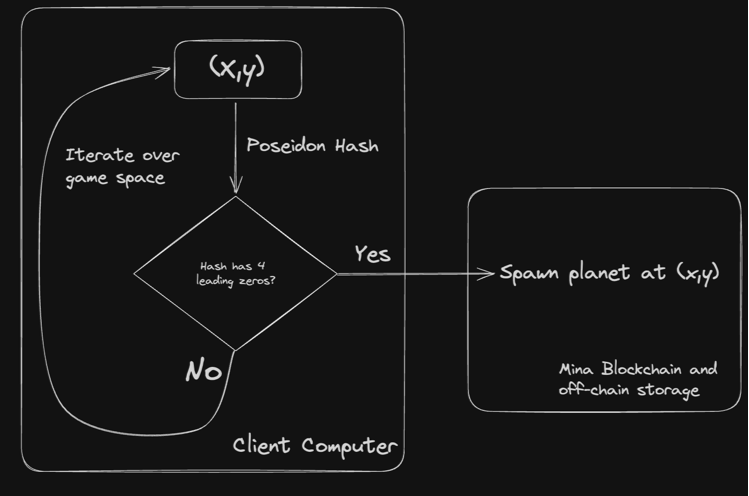 (x,y)
Poseidon Hash
Iterate over
game space
Hash has 4
leading zeros?
Yes
No
Client Computer
Spawn planet at (x,y)
Mina Blockchain and
off-chain storage